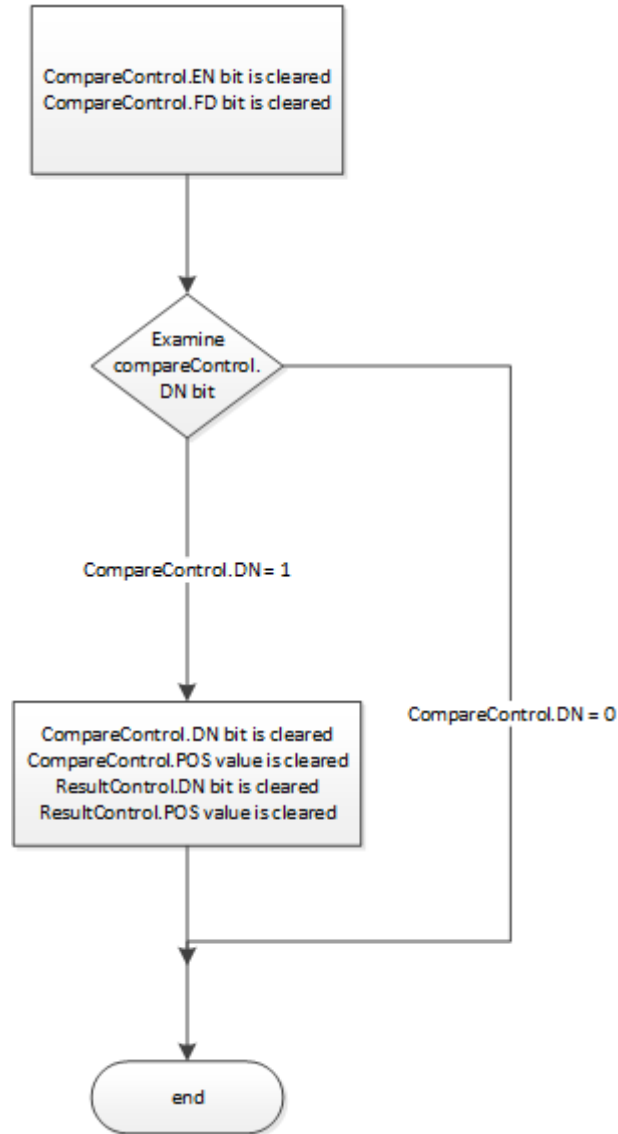 CompareControl.EN bit is cleared
CompareControl.FD bit is cleared
Examine
compareControl.
DN bit
CompareControl.DN = 1
CompareControl.DN = 0
CompareControl.DN bit is cleared
CompareControl.POS value is cleared
ResultControl.DN bit is cleared
ResultControl.POS value is cleared
end